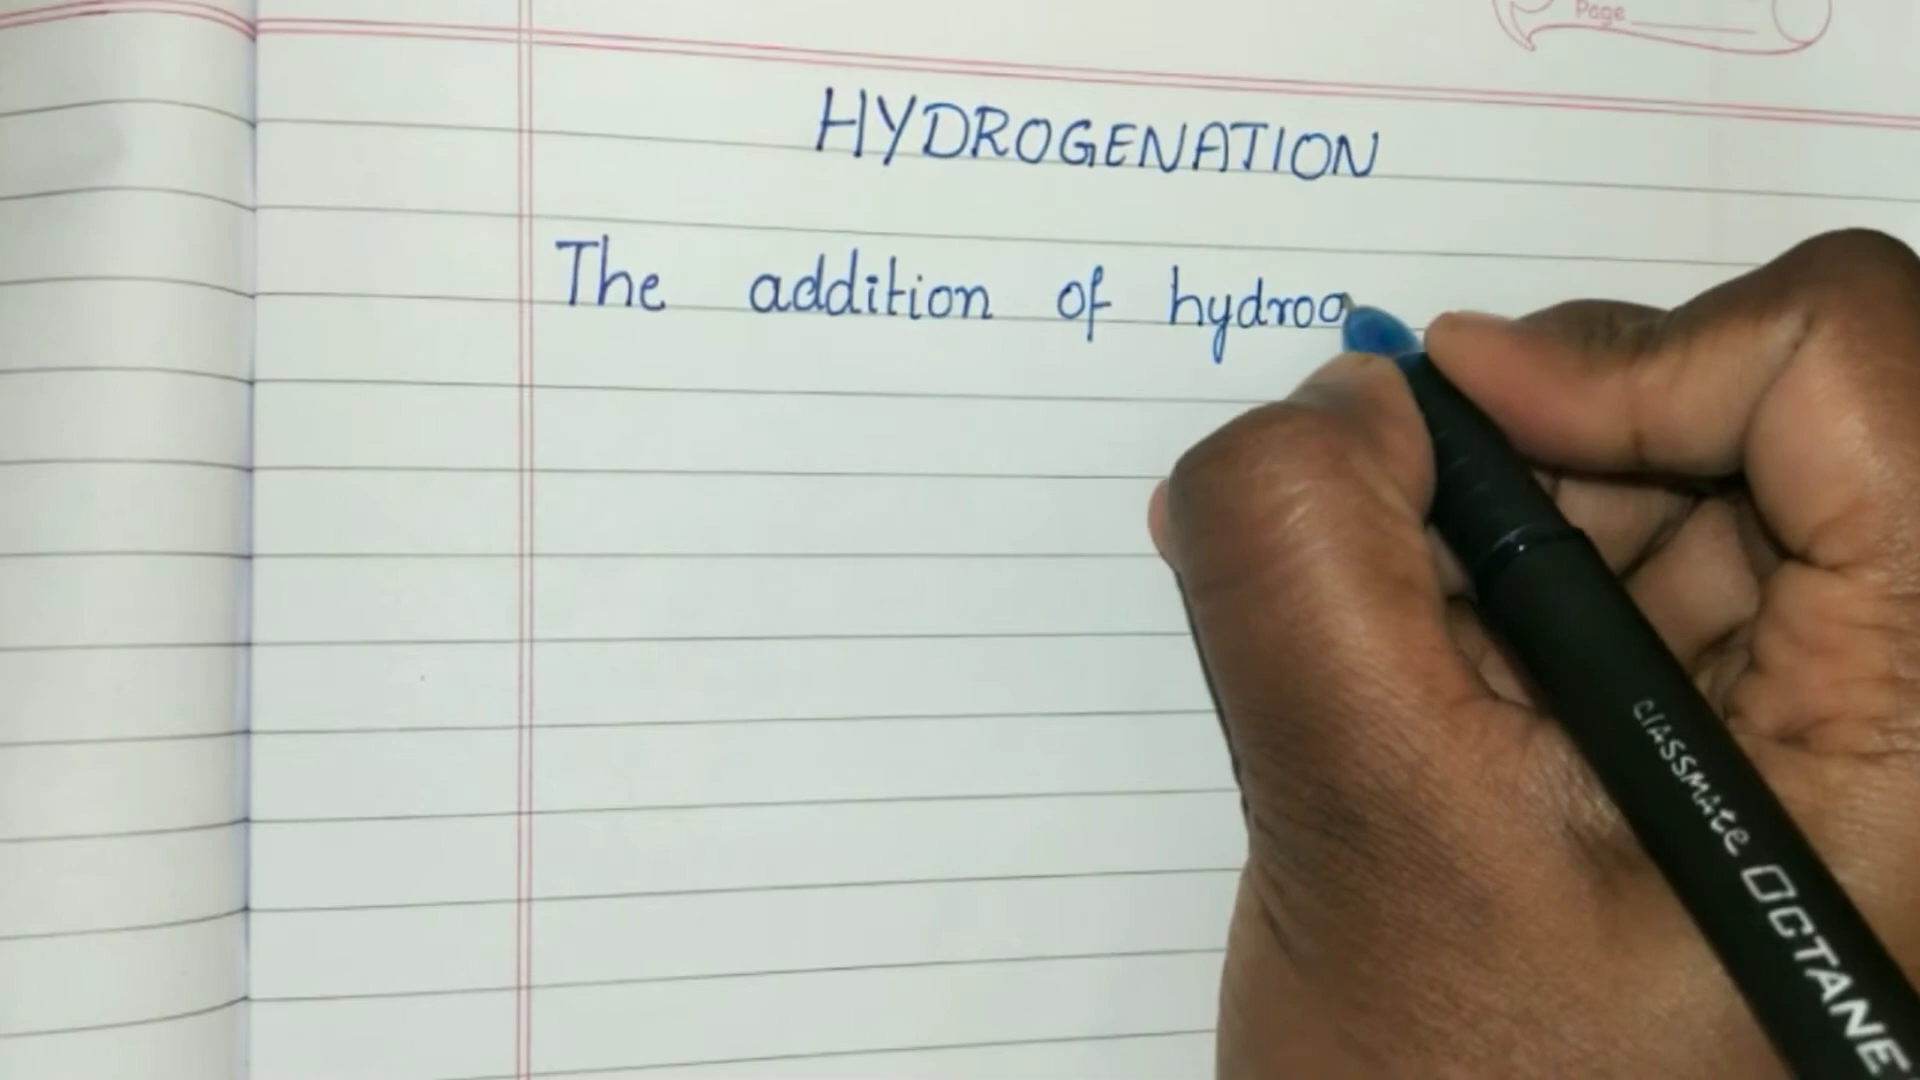 Page
HYDROGENATION
The addition of hydrog
classmate OCTANE